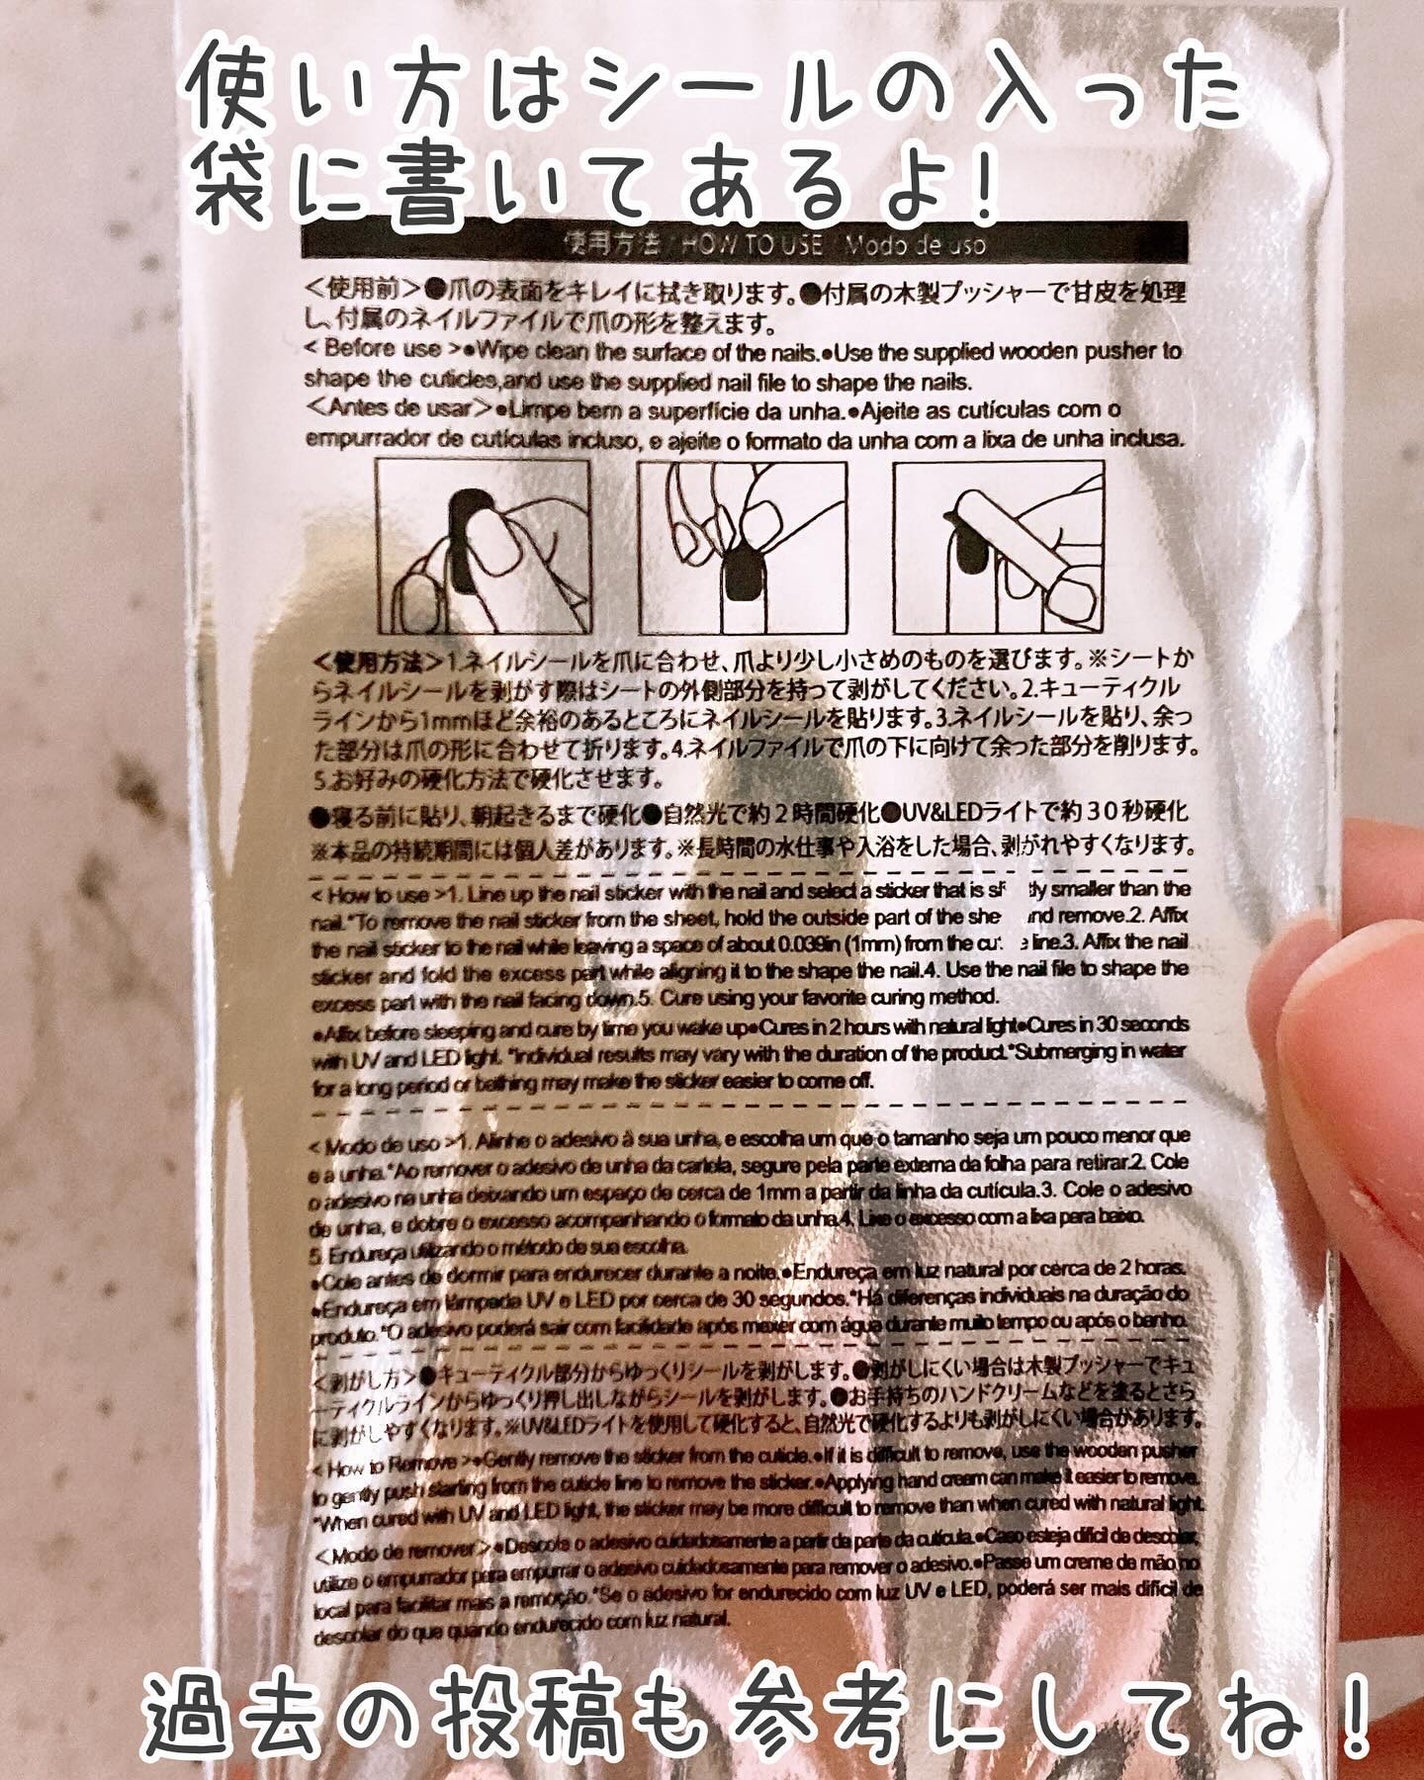 使い方はシールの入った
袋に書いてあるよ!
使用方法 / HOW TO USE / Modo de uso
<使用前>●爪の表面をキレイに拭き取ります。●付属の木製プッシャーで甘皮を処理
し、付属のネイルファイルで爪の形を整えます。
< Before use >●Wipe clean the surface of the nails.●Use the supplied wooden pusher to
shape the cuticles,and use the supplied nail file to shape the nails.
<Antes de usar>●Limpe bem a superfície da unha.●Ajeite as cutículas com o
empurrador de cutículas incluso, e ajeite o formato da unha com a lixa de unha inclusa.
<使用方法>1.ネイルシールを爪に合わせ、爪より少し小さめのものを選びます。※シートか
らネイルシールを剥がす際はシートの外側部分を持って剥がしてください。2.キューティクル
ラインから1mmほど余裕のあるところにネイルシールを貼ります。3.ネイルシールを貼り、余っ
た部分は爪の形に合わせて折ります。4.ネイルファイルで爪の下に向けて余った部分を削ります。
5.お好みの硬化方法で硬化させます。
●寝る前に貼り、朝起きるまで硬化●自然光で約2時間硬化●UV&LEDライトで約30秒硬化
※本品の持続期間には個人差があります。※長時間の水仕事や入浴をした場合、剥がれやすくなります。
< How to use >1. Line up the nail sticker with the nail and select a sticker that is smaller than the
nail.*To remove the nail sticker from the sheet, hold the outside part of the and remove.2. Affix
the nail sticker to the nail while leaving a space of about 0.039in (1mm) from the line.3. Affix the nail
sticker and fold the excess part while aligning it to the shape the nail.4. Use the nail file to shape the
excess part with the nail facing down.5. Cure using your favorite curing method.
●Affix before sleeping and cure by time you wake up●Cures in 2 hours with natural light●Cures in 30 seconds
with UV and LED light. *Individual results may vary with the duration of the product.*Submerging in water
for a long period or bathing may make the sticker easier to come off.
< Modo de uso >1. Alinhe o adesivo à sua unha, e escolha um que o tamanho seja um pouco menor que
e a unha.*Ao remover o adesivo de unha da cartela, segure pela parte externa da folha para retirar.2. Cole
o adesivo na unha deixando um espaço de cerca de 1mm a partir da linha da cutícula.3. Cole o adesivo
de unha, e dobre o excesso acompanhando o formato da unha.4. Lixe o excesso com a lixa para baixo.
5. Endureça utilizando o método de sua escolha.
●Cole antes de dormir para endurecer durante a noite.●Endureça em luz natural por cerca de 2 horas.
●Endureça em lâmpada UV e LED por cerca de 30 segundos.*Há diferenças individuais na duração do
produto.*O adesivo poderá sair com facilidade após mexer com água durante muito tempo ou após o banho.
<剥がし方>●キューティクル部分からゆっくりシールを剥がします。●剥がしにくい場合は木製プッシャーでキュ
ーティクルラインからゆっくり押し出しながらシールを剥がします。●お手持ちのハンドクリームなどを塗るとさら
に剥がしやすくなります。※UV&LEDライトを使用して硬化すると、自然光で硬化するよりも剥がしにくい場合があります。
< How to Remove >●Gently remove the sticker from the cuticle.●If it is difficult to remove, use the wooden pusher
to gently push starting from the cuticle line to remove the sticker.●Applying hand cream can make it easier to remove.
*When cured with UV and LED light, the sticker may be more difficult to remove than when cured with natural light.
<Modo de remover>●Descole o adesivo cuidadosamente a partir da parte da cutícula.●Caso esteja difícil de descolar,
utilize o empurrador para empurrar o adesivo cuidadosamente para remover o adesivo.●Passe um creme de mão no
local para facilitar mais a remoção.*Se o adesivo for endurecido com luz UV e LED, poderá ser mais difícil de
descolar do que quando endurecido com luz natural.
過去の投稿も参考にしてね!